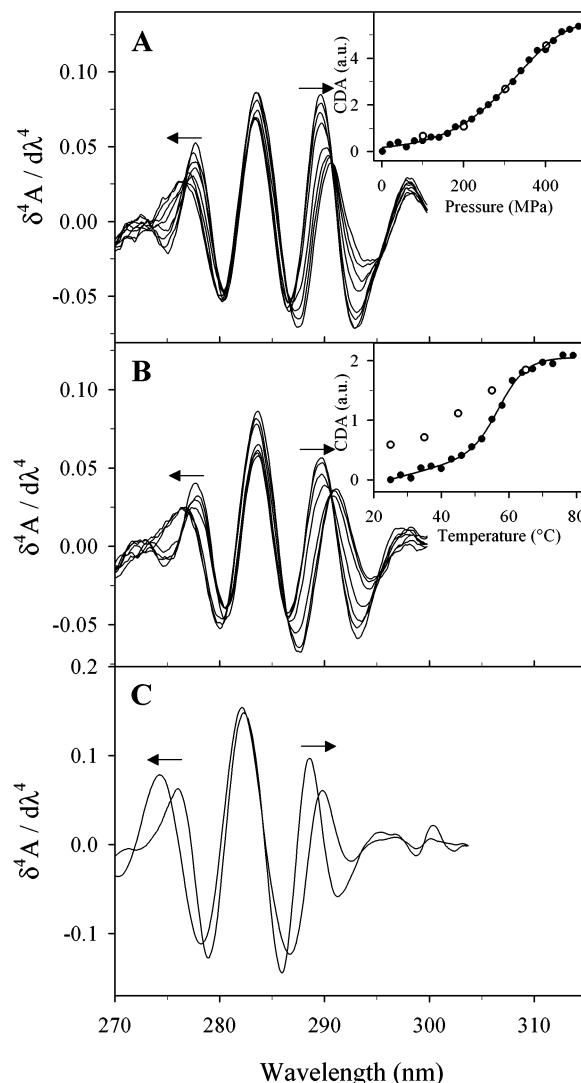 A
δ⁴A / dλ⁴
0.10
0.05
0.00
-0.05
CDA (a.u.)
4
2
0
0 200 400
Pressure (MPa)
B
δ⁴A / dλ⁴
0.10
0.05
0.00
-0.05
CDA (a.u.)
2
1
0
20 40 60 80
Temperature (°C)
C
δ⁴A / dλ⁴
0.2
0.1
0.0
-0.1
270 280 290 300 310
Wavelength (nm)